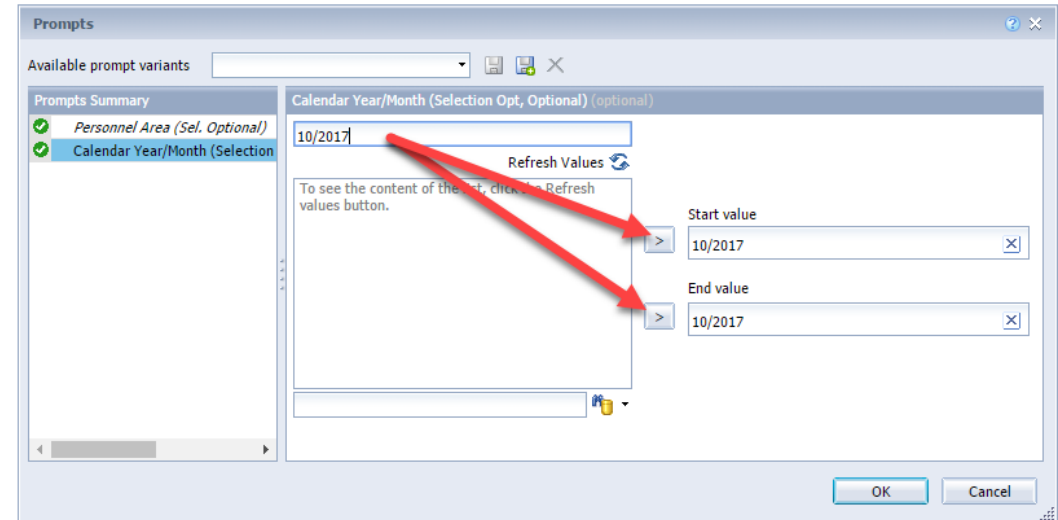 Prompts
Available prompt variants
Prompts Summary
Personnel Area (Sel. Optional)
Calendar Year/Month (Selection
Calendar Year/Month (Selection Opt, Optional) (optional)
10/2017
Refresh Values
To see the content of the list, click the Refresh
values button.
>
Start value
10/2017
>
End value
10/2017
OK
Cancel